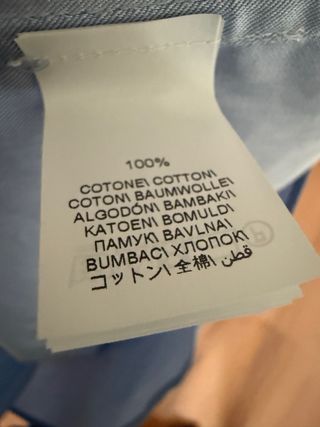 100%
COTONE\ COTTON\
COTON\ BAUMWOLLE\
ALGODÓN\ BAMBAKI\
KATOEN\ BOMULD\
ПАМУК\ BAVLNA\
BUMBAC\ ХЛОПОК\
コットン\ 全棉\ قطن